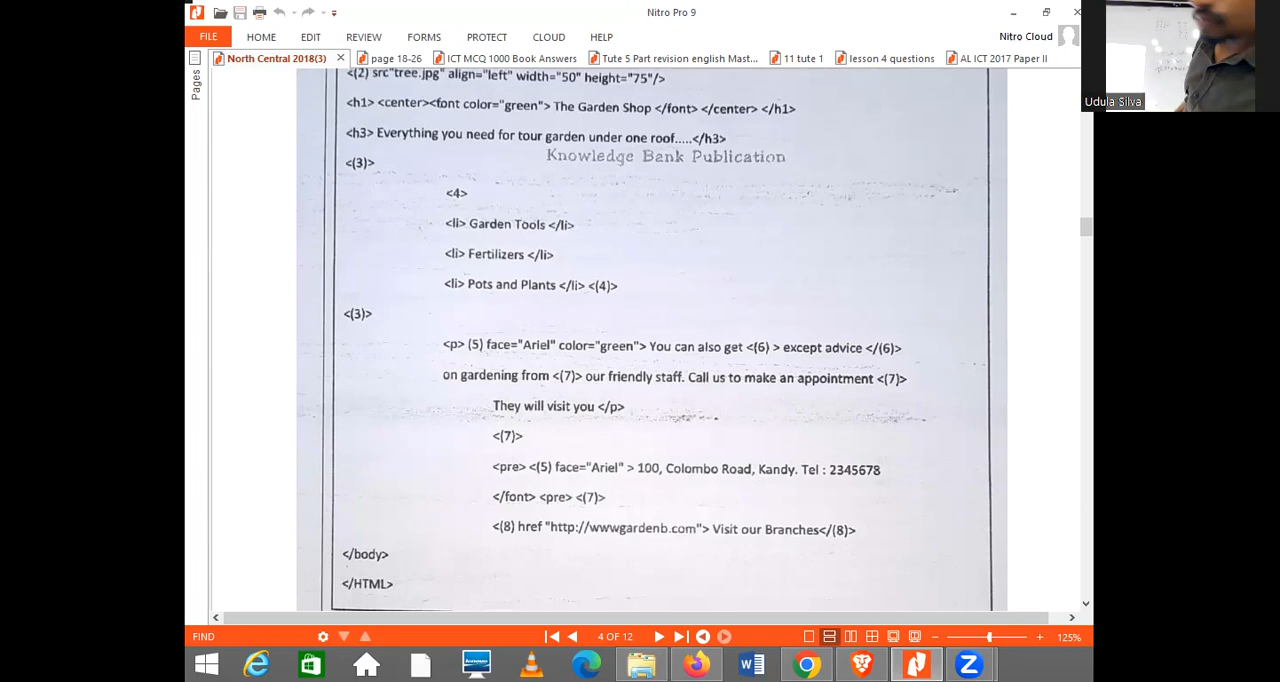 Nitro Pro 9
FILE HOME EDIT REVIEW FORMS PROTECT CLOUD HELP Nitro Cloud
North Central 2018(3) page 18-26 ICT MCQ 1000 Book Answers Tute 5 Part revision english Mast... 11 tute 1 lesson 4 questions AL ICT 2017 Paper II
Udula Silva
Pages
<(2) src"tree.jpg" align="left" width="50" height="75"/>
<h1> <center><font color="green"> The Garden Shop </font> </center> </h1>
<h3> Everything you need for tour garden under one roof.....</h3>
Knowledge Bank Publication
<(3)>
<4>
<li> Garden Tools </li>
<li> Fertilizers </li>
<li> Pots and Plants </li> <(4)>
<(3)>
<p> (5) face="Ariel" color="green"> You can also get <(6) > except advice </(6)>
on gardening from <(7)> our friendly staff. Call us to make an appointment <(7)>
They will visit you </p>
<(7)>
<pre> <(5) face="Ariel" > 100, Colombo Road, Kandy. Tel : 2345678
</font> <pre> <(7)>
<(8) href "http://wwwgardenb.com"> Visit our Branches</(8)>
</body>
</HTML>
FIND 4 OF 12 125%